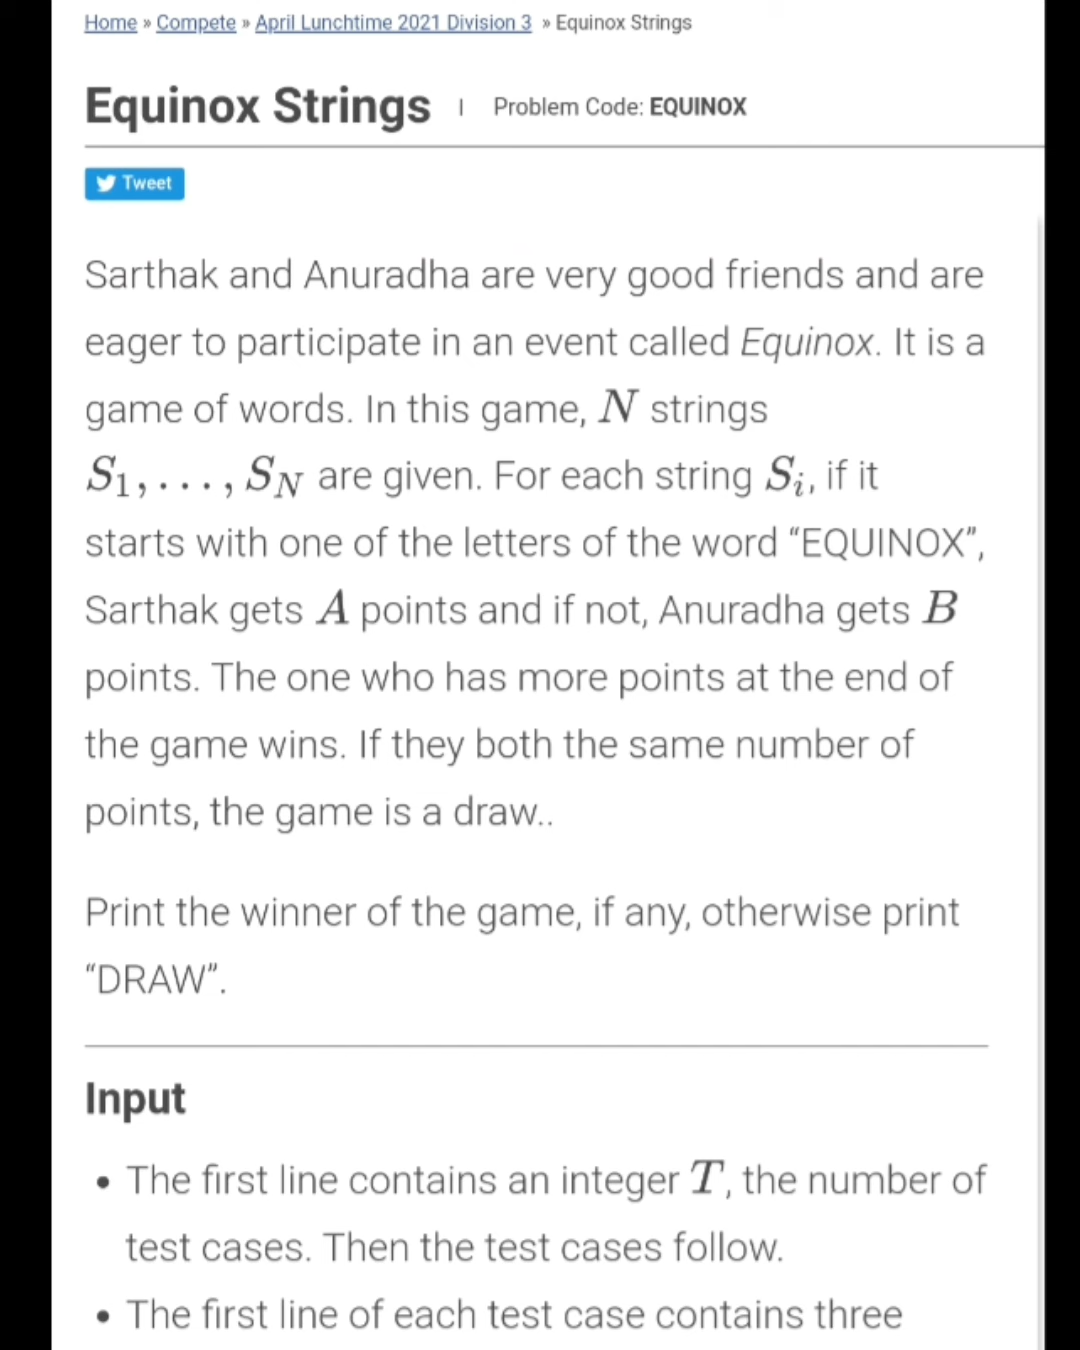 Home » Compete » April Lunchtime 2021 Division 3 » Equinox Strings
Equinox Strings | Problem Code: EQUINOX
Tweet
Sarthak and Anuradha are very good friends and are
eager to participate in an event called Equinox. It is a
game of words. In this game, N strings
S₁, . . . , S_N are given. For each string S_i, if it
starts with one of the letters of the word “EQUINOX”,
Sarthak gets A points and if not, Anuradha gets B
points. The one who has more points at the end of
the game wins. If they both the same number of
points, the game is a draw..
Print the winner of the game, if any, otherwise print
“DRAW”.
Input
• The first line contains an integer T, the number of
test cases. Then the test cases follow.
• The first line of each test case contains three